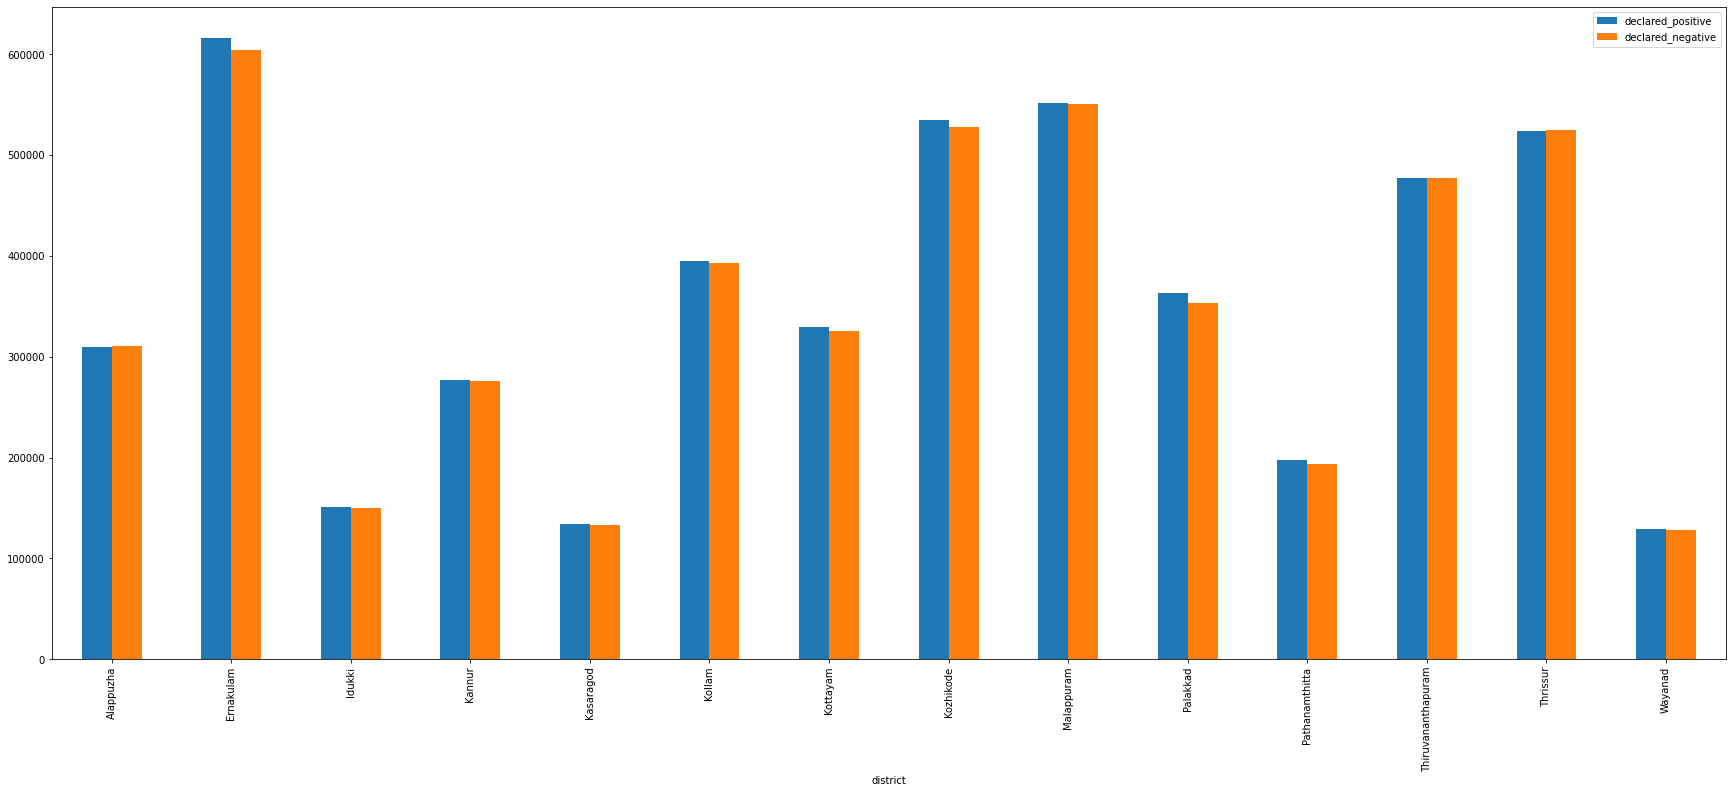 declared_positive
declared_negative
600000
500000
400000
300000
200000
100000
0
Alappuzha
Ernakulam
Idukki
Kannur
Kasaragod
Kollam
Kottayam
Kozhikode
Malappuram
Palakkad
Pathanamthitta
Thiruvananthapuram
Thrissur
Wayanad
district